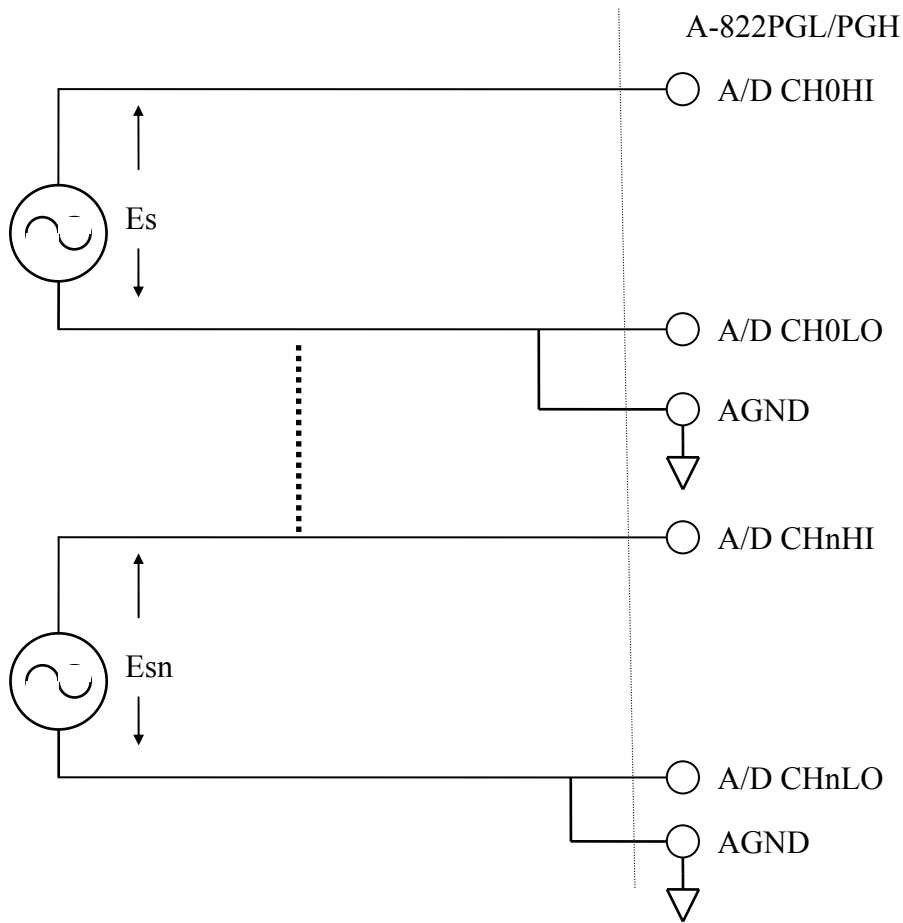 A-822PGL/PGH
A/D CH0HI
Es
A/D CH0LO
AGND
A/D CHnHI
Esn
A/D CHnLO
AGND